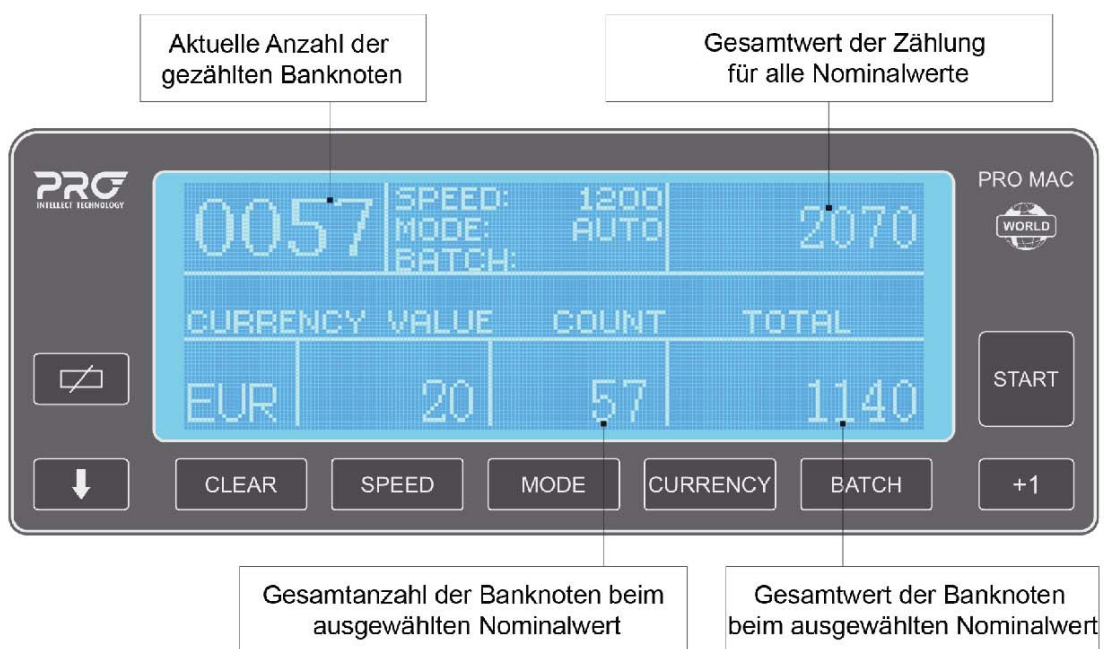 Aktuelle Anzahl der
gezählten Banknoten
Gesamtwert der Zählung
für alle Nominalwerte
PRO
INTELLECT TECHNOLOGY
0057
SPEED: 1200
MODE: AUTO
BATCH:
2070
PRO MAC
WORLD
CURRENCY VALUE COUNT TOTAL
EUR 20 57 1140
START
CLEAR SPEED MODE CURRENCY BATCH +1
Gesamtanzahl der Banknoten beim
ausgewählten Nominalwert
Gesamtwert der Banknoten
beim ausgewählten Nominalwert